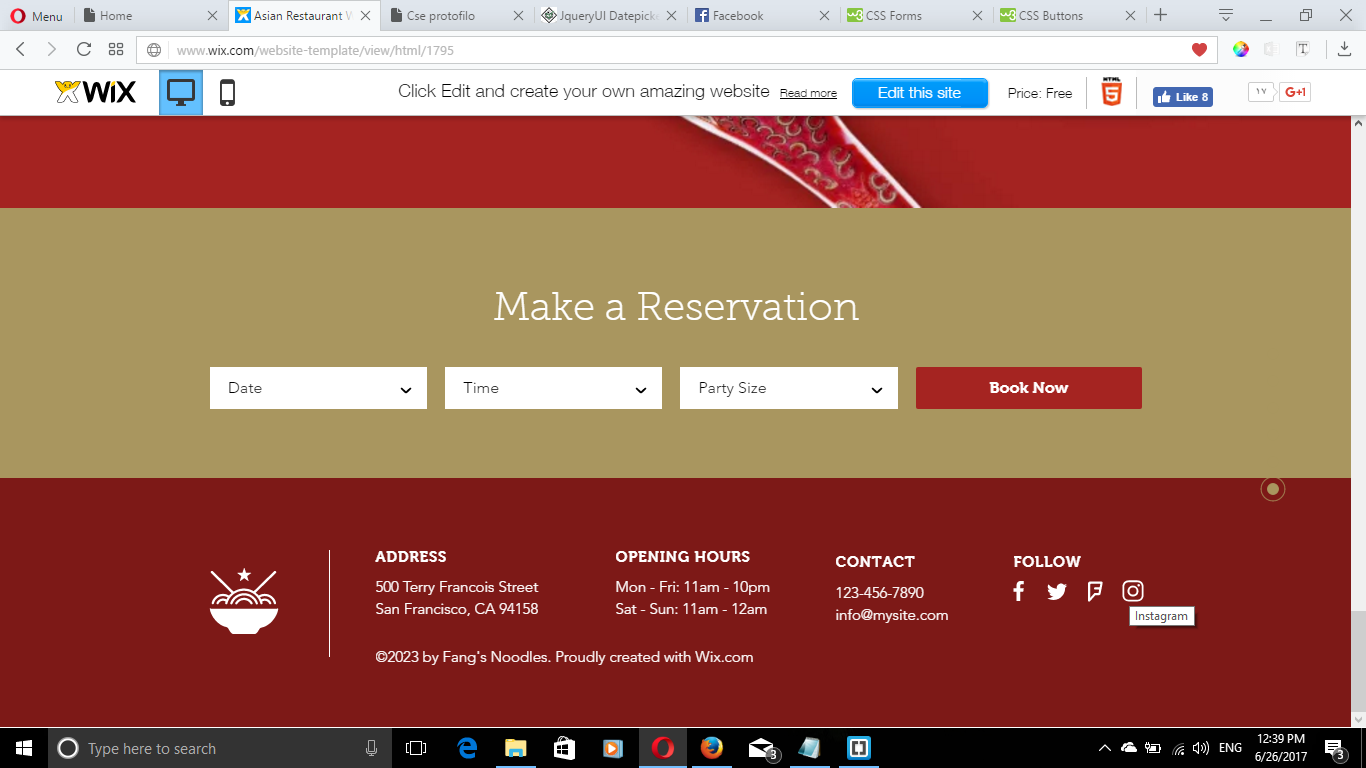 Menu
Home
Asian Restaurant W
Cse protofilo
JqueryUI Datepicke
Facebook
CSS Forms
CSS Buttons
www.wix.com/website-template/view/html/1795
WiX
Click Edit and create your own amazing website Read more
Edit this site
Price: Free
HTML
5
Like 8
١٧
G+1
Make a Reservation
Date
Time
Party Size
Book Now
ADDRESS
500 Terry Francois Street
San Francisco, CA 94158
OPENING HOURS
Mon - Fri: 11am - 10pm
Sat - Sun: 11am - 12am
CONTACT
123-456-7890
info@mysite.com
FOLLOW
Instagram
©2023 by Fang's Noodles. Proudly created with Wix.com
Type here to search
3
ENG
12:39 PM
6/26/2017
3